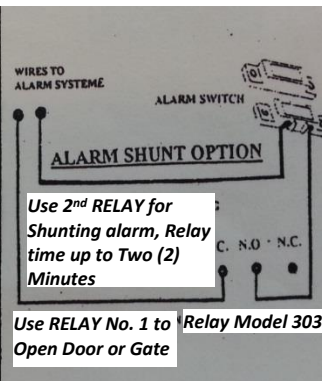 WIRES TO
ALARM SYSTEME
ALARM SWITCH
ALARM SHUNT OPTION
Use 2nd RELAY for
Shunting alarm, Relay
time up to Two (2)
Minutes
C. N.O N.C.
Use RELAY No. 1 to
Open Door or Gate
Relay Model 303